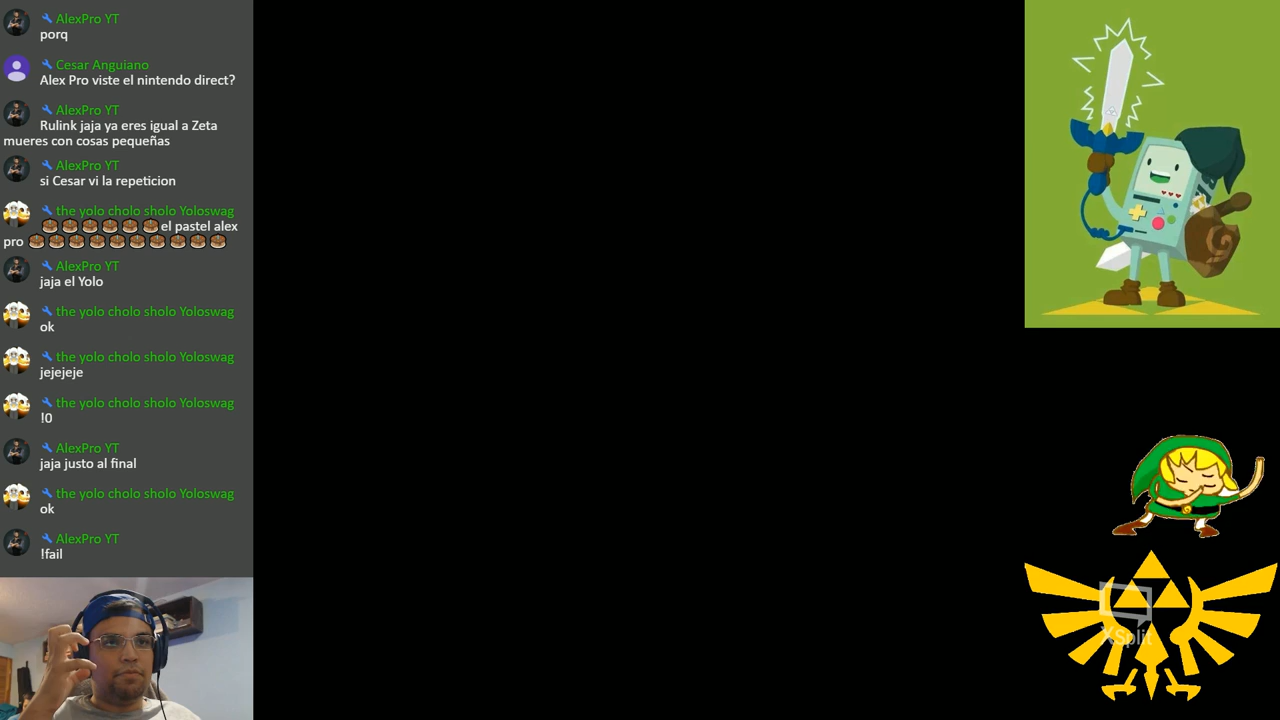 AlexPro YT
porq
Cesar Anguiano
Alex Pro viste el nintendo direct?
AlexPro YT
Rulink jaja ya eres igual a Zeta
mueres con cosas pequeñas
AlexPro YT
si Cesar vi la repeticion
the yolo cholo sholo Yoloswag
el pastel alex
pro
AlexPro YT
jaja el Yolo
the yolo cholo sholo Yoloswag
ok
the yolo cholo sholo Yoloswag
jejejeje
the yolo cholo sholo Yoloswag
!0
AlexPro YT
jaja justo al final
the yolo cholo sholo Yoloswag
ok
AlexPro YT
!fail
XSplit